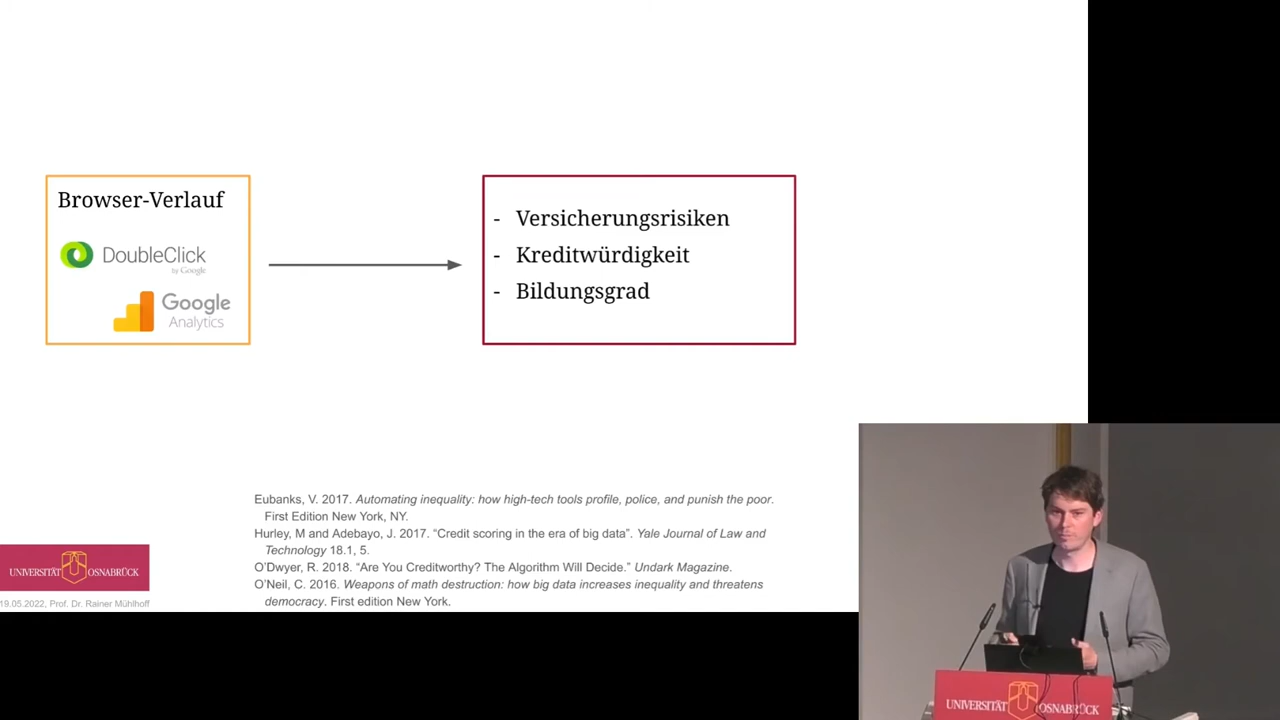 Browser-Verlauf
DoubleClick
by Google
Google
Analytics
- Versicherungsrisiken
- Kreditwürdigkeit
- Bildungsgrad
Eubanks, V. 2017. Automating inequality: how high-tech tools profile, police, and punish the poor.
First Edition New York, NY.
Hurley, M and Adebayo, J. 2017. “Credit scoring in the era of big data”. Yale Journal of Law and
Technology 18.1, 5.
O’Dwyer, R. 2018. “Are You Creditworthy? The Algorithm Will Decide.” Undark Magazine.
O’Neil, C. 2016. Weapons of math destruction: how big data increases inequality and threatens
democracy. First edition New York.
UNIVERSITÄT OSNABRÜCK
19.05.2022, Prof. Dr. Rainer Mühlhoff
UNIVERSITÄT OSNABRÜCK